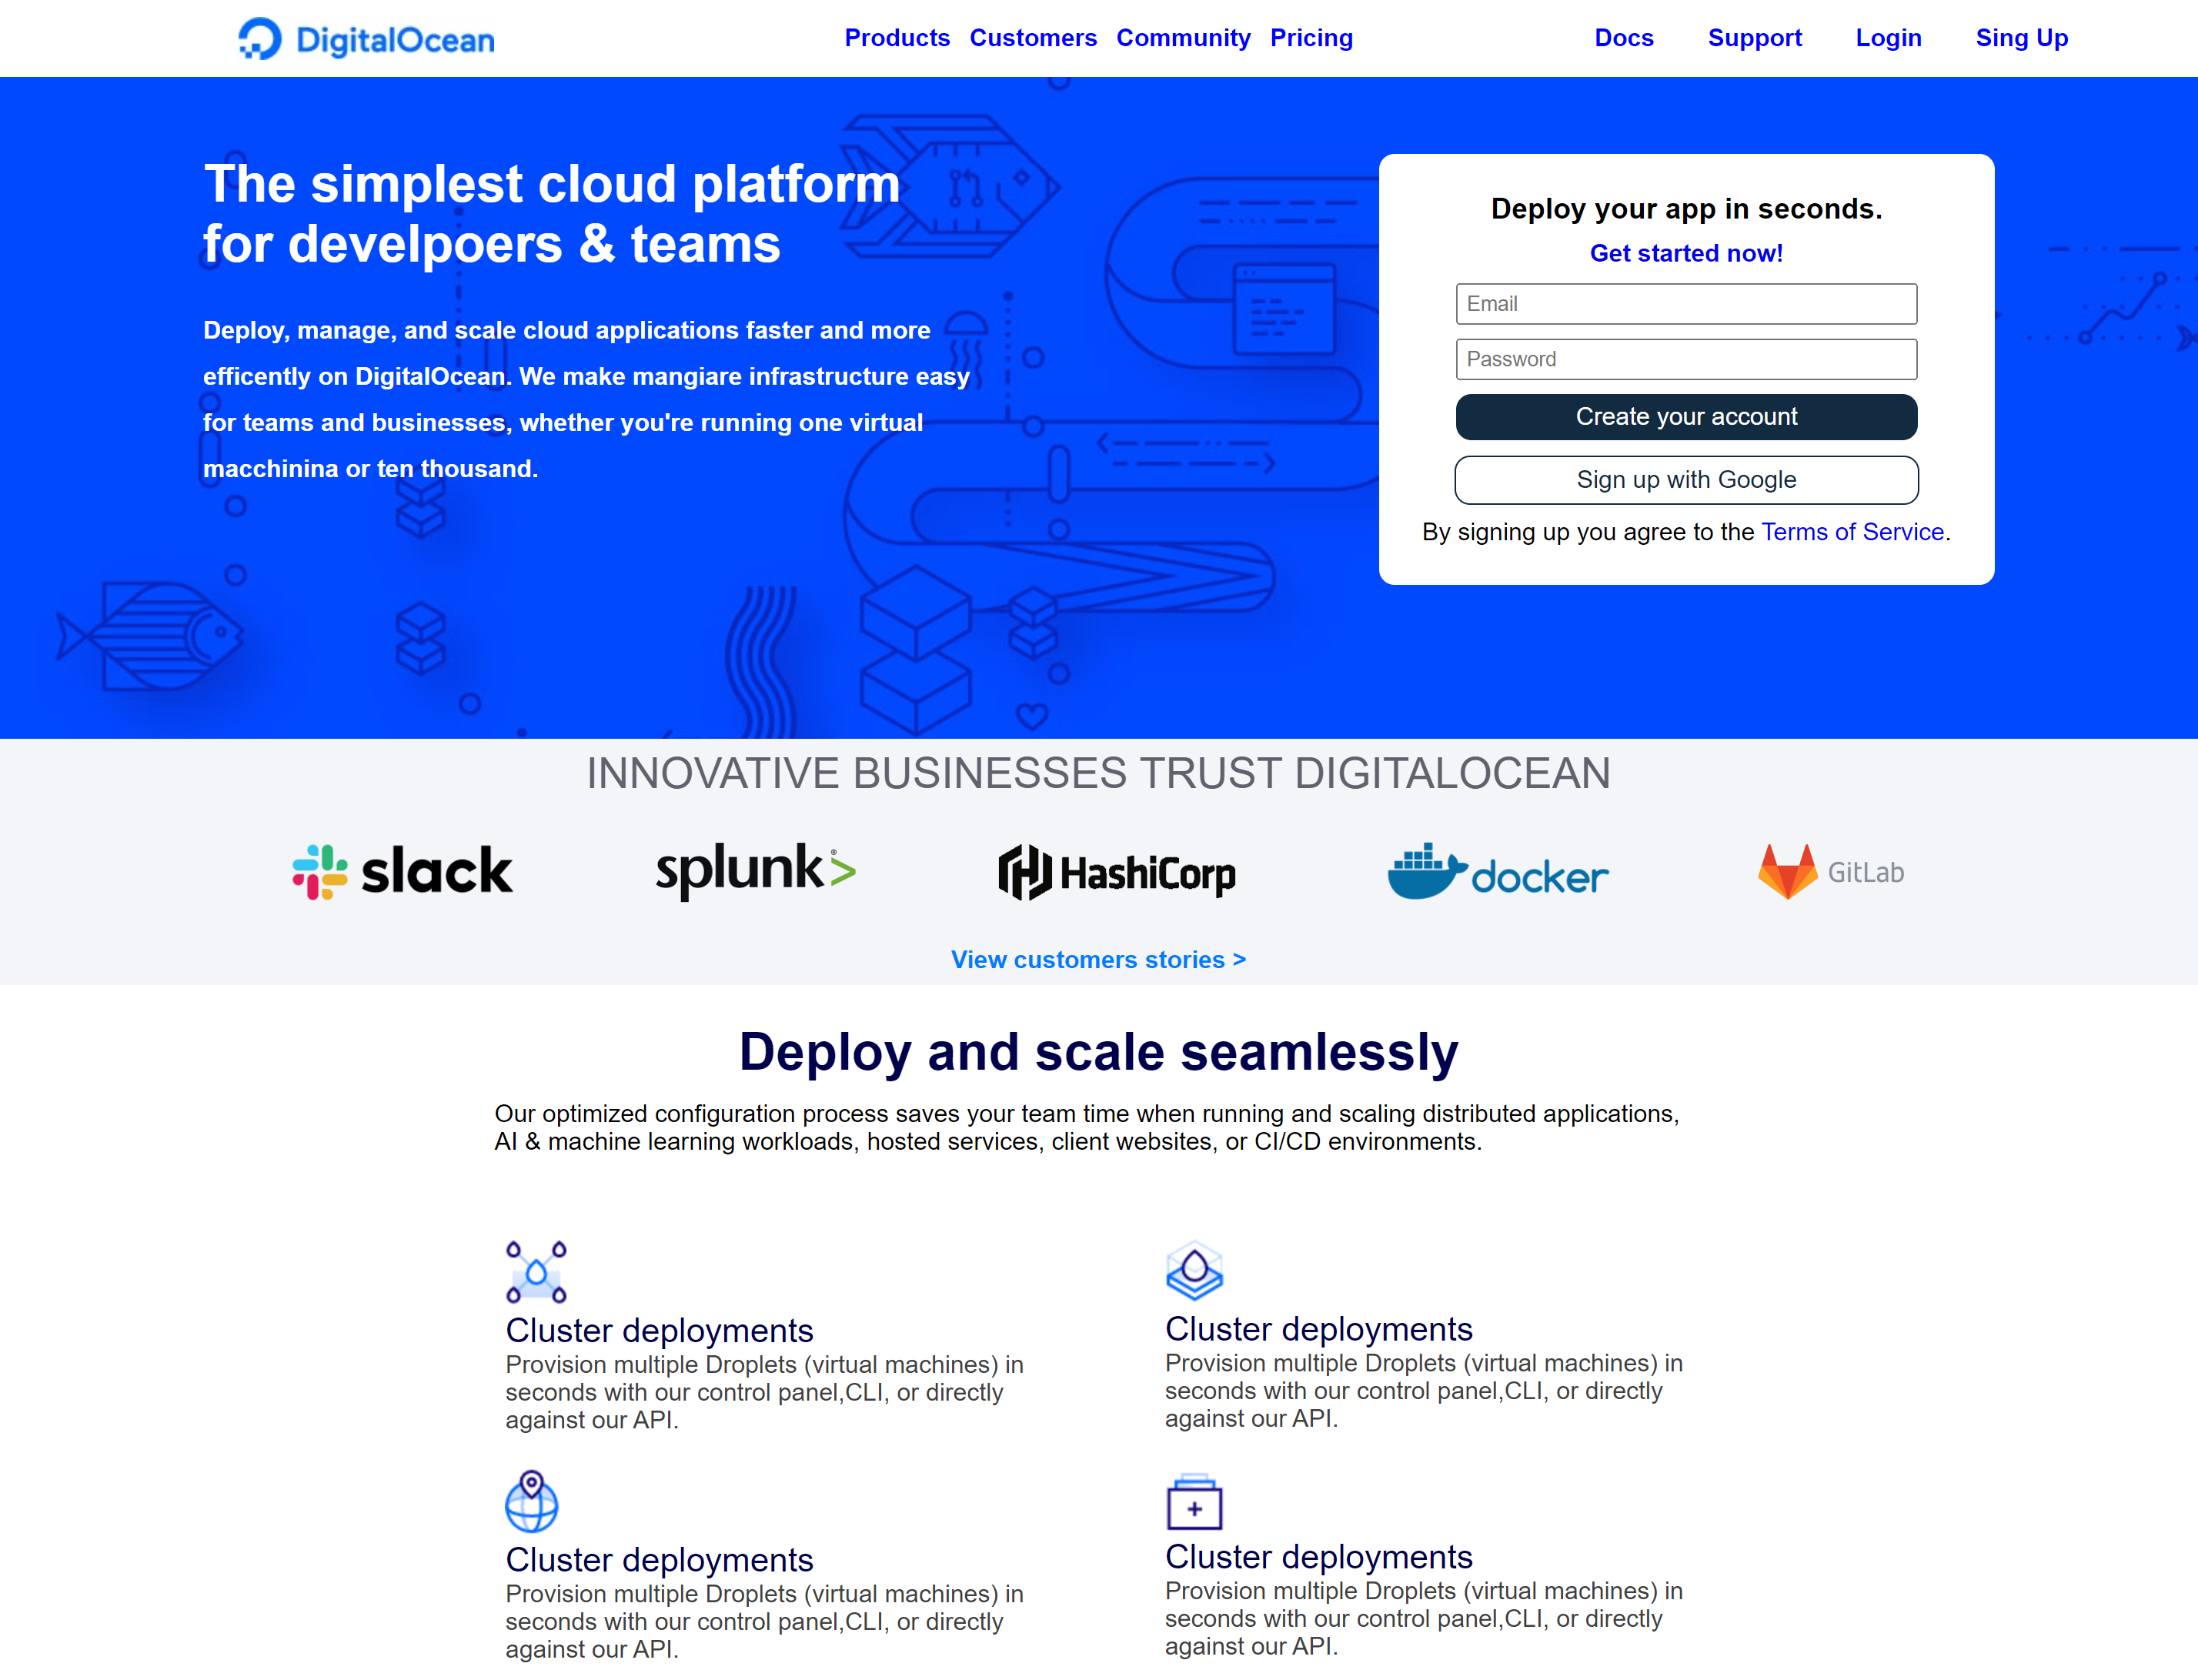 DigitalOcean
Products Customers Community Pricing
Docs Support Login Sing Up
The simplest cloud platform
for develpoers & teams
Deploy, manage, and scale cloud applications faster and more
efficently on DigitalOcean. We make mangiare infrastructure easy
for teams and businesses, whether you're running one virtual
macchinina or ten thousand.
Deploy your app in seconds.
Get started now!
Email
Password
Create your account
Sign up with Google
By signing up you agree to the Terms of Service.
INNOVATIVE BUSINESSES TRUST DIGITALOCEAN
slack
splunk>®
HashiCorp
docker
GitLab
View customers stories >
Deploy and scale seamlessly
Our optimized configuration process saves your team time when running and scaling distributed applications,
AI & machine learning workloads, hosted services, client websites, or CI/CD environments.
Cluster deployments
Provision multiple Droplets (virtual machines) in
seconds with our control panel,CLI, or directly
against our API.
Cluster deployments
Provision multiple Droplets (virtual machines) in
seconds with our control panel,CLI, or directly
against our API.
Cluster deployments
Provision multiple Droplets (virtual machines) in
seconds with our control panel,CLI, or directly
against our API.
Cluster deployments
Provision multiple Droplets (virtual machines) in
seconds with our control panel,CLI, or directly
against our API.